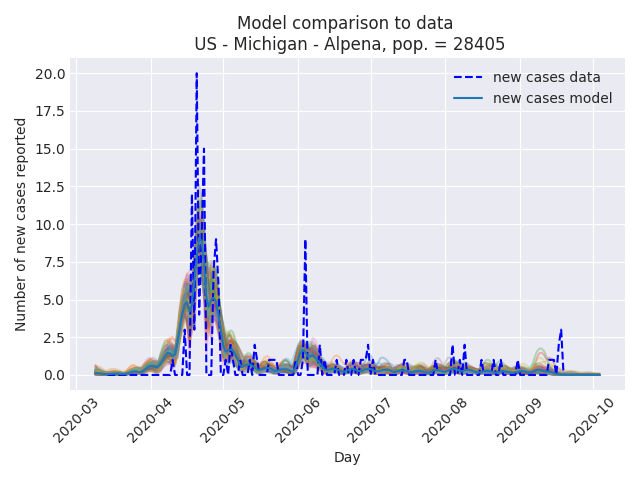 Model comparison to data
US - Michigan - Alpena, pop. = 28405
new cases data
new cases model
Number of new cases reported
20.0
17.5
15.0
12.5
10.0
7.5
5.0
2.5
0.0
2020-03
2020-04
2020-05
2020-06
2020-07
2020-08
2020-09
2020-10
Day